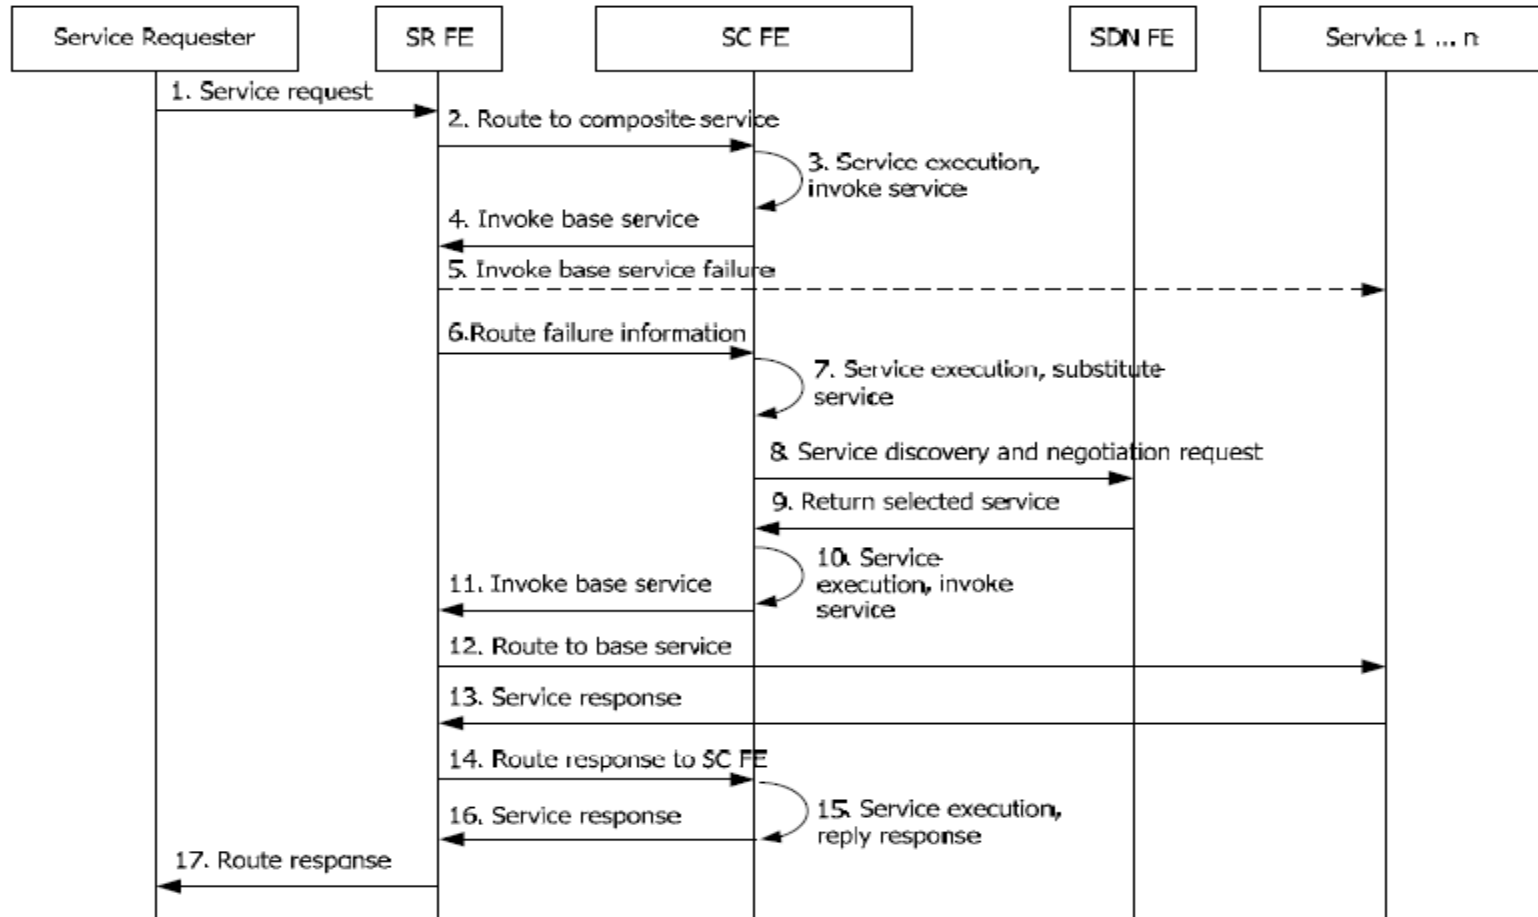 Service Requester
SR FE
SC FE
SDN FE
Service 1 ... n
1. Service request
2. Route to composite service
3. Service execution,
invoke service
4. Invoke base service
5. Invoke base service failure
6.Route failure information
7. Service execution, substitute
service
8. Service discovery and negotiation request
9. Return selected service
10. Service
execution, invoke
service
11. Invoke base service
12. Route to base service
13. Service response
14. Route response to SC FE
15. Service execution,
reply response
16. Service response
17. Route response